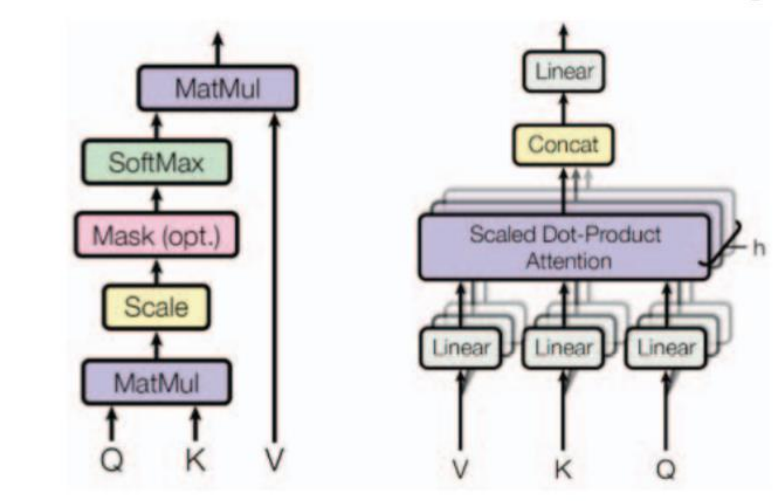 MatMul
SoftMax
Mask (opt.)
Scale
MatMul
Q K V
Linear
Concat
Scaled Dot-Product
Attention
h
Linear Linear Linear
V K Q